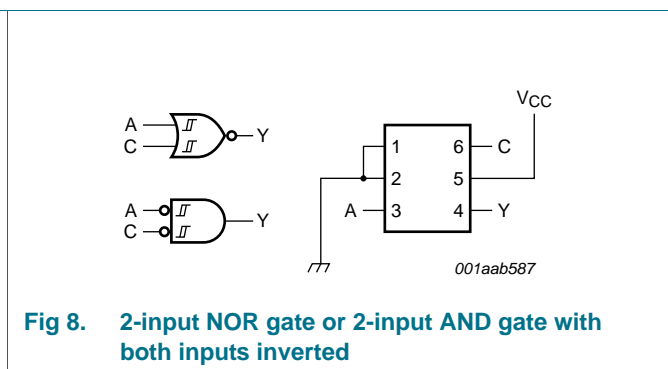 A
C
Y
A
C
Y
VCC
1 6 C
2 5
A 3 4 Y
001aab587
Fig 8. 2-input NOR gate or 2-input AND gate with
both inputs inverted